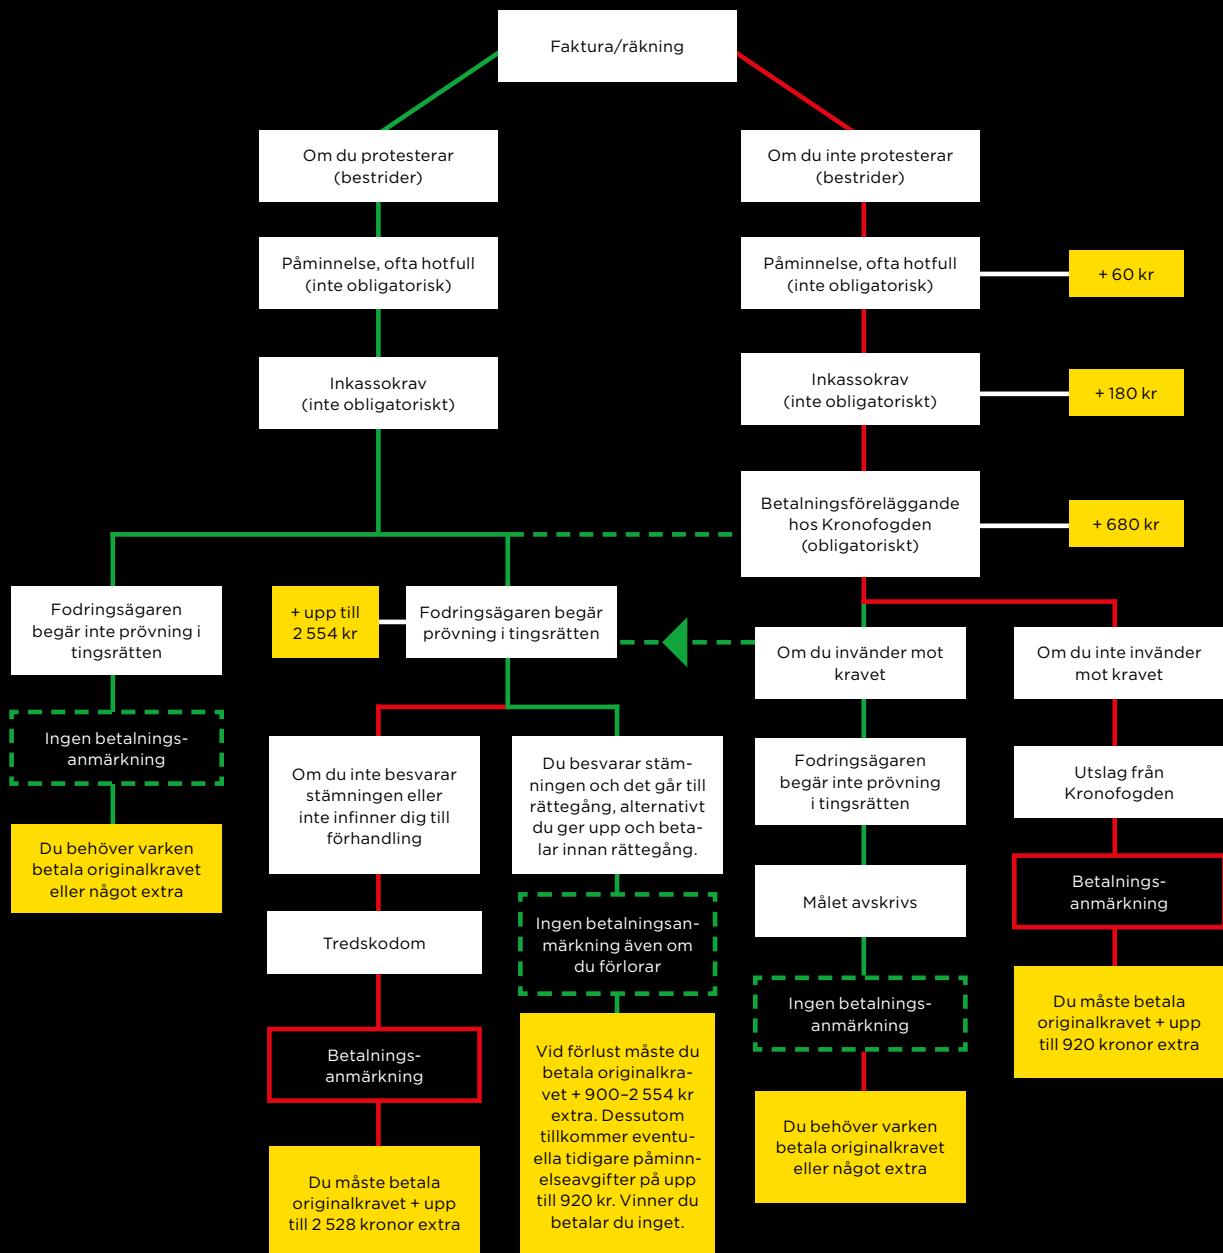 Faktura/räkning
Om du protesterar
(bestrider)
Om du inte protesterar
(bestrider)
Påminnelse, ofta hotfull
(inte obligatorisk)
Påminnelse, ofta hotfull
(inte obligatorisk)
+ 60 kr
Inkassokrav
(inte obligatoriskt)
Inkassokrav
(inte obligatoriskt)
+ 180 kr
Betalningsföreläggande
hos Kronofogden
(obligatoriskt)
+ 680 kr
Fodringsägaren
begär inte prövning i
tingsrätten
+ upp till
2 554 kr
Fodringsägaren begär
prövning i tingsrätten
Om du invänder mot
kravet
Om du inte invänder
mot kravet
Ingen betalnings-
anmärkning
Om du inte besvarar
stämningen eller
inte infinner dig till
förhandling
Du besvarar stäm-
ningen och det går till
rättegång, alternativt
du ger upp och beta-
lar innan rättegång.
Fodringsägaren
begär inte prövning
i tingsrätten
Utslag från
Kronofogden
Du behöver varken
betala originalkravet
eller något extra
Tredskodom
Ingen betalningsan-
märkning även om
du förlorar
Målet avskrivs
Betalnings-
anmärkning
Betalnings-
anmärkning
Vid förlust måste du
betala originalkra-
vet + 900–2 554 kr
extra. Dessutom
tillkommer eventu-
ella tidigare påminn-
elseavgifter på upp
till 920 kr. Vinner du
betalar du inget.
Ingen betalnings-
anmärkning
Du måste betala
originalkravet + upp
till 920 kronor extra
Du måste betala
originalkravet + upp
till 2 528 kronor extra
Du behöver varken
betala originalkravet
eller något extra